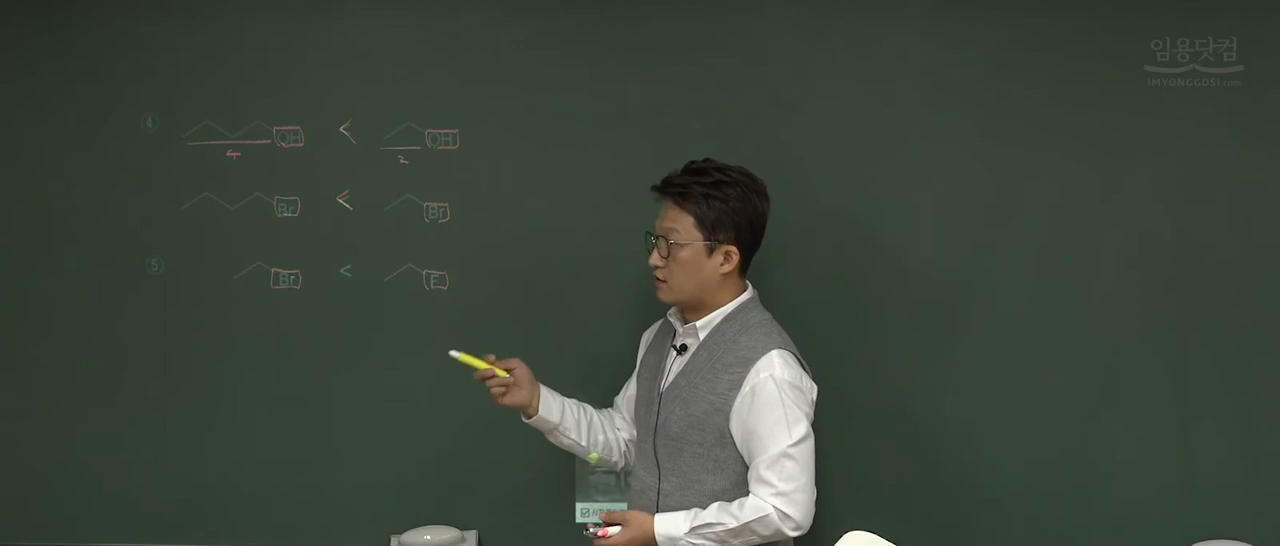 임용닷컴
IMYONGGOSI.com
④ OH < OH
4 2
Br < Br
⑤ Br < F